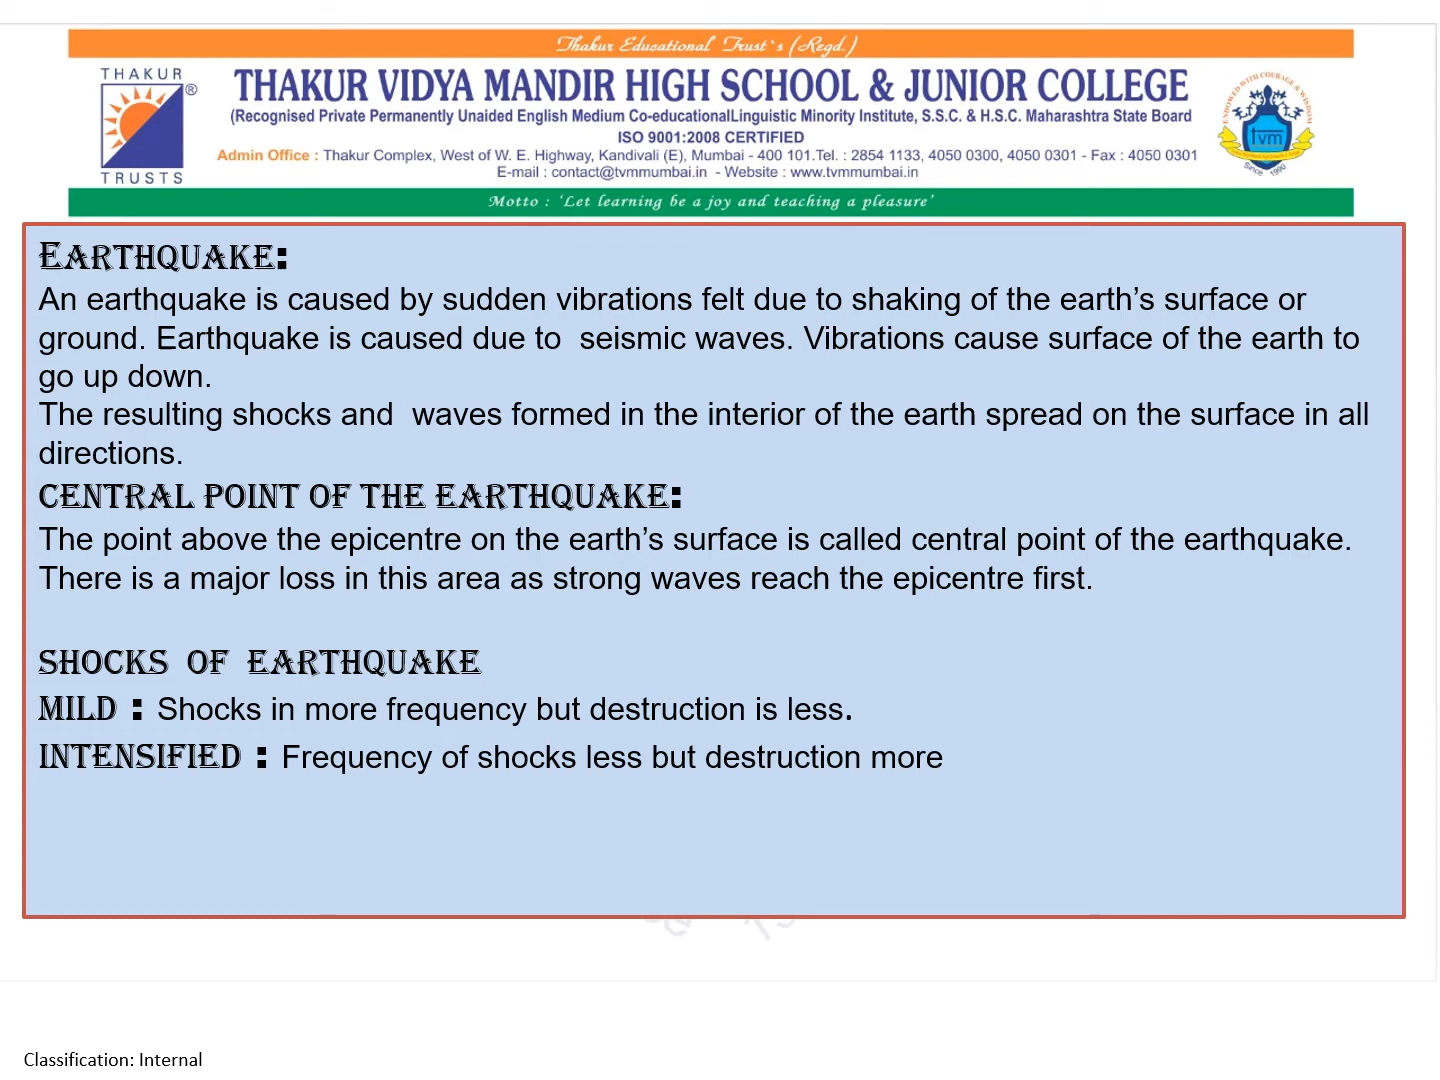 Thakur Educational Trust`s (Regd.)
THAKUR
®
TRUSTS
THAKUR VIDYA MANDIR HIGH SCHOOL & JUNIOR COLLEGE
(Recognised Private Permanently Unaided English Medium Co-educationalLinguistic Minority Institute, S.S.C. & H.S.C. Maharashtra State Board
ISO 9001:2008 CERTIFIED
Admin Office : Thakur Complex, West of W. E. Highway, Kandivali (E), Mumbai - 400 101.Tel. : 2854 1133, 4050 0300, 4050 0301 - Fax : 4050 0301
E-mail : contact@tvmmumbai.in - Website : www.tvmmumbai.in
ENDOWED WITH COURAGE & WISDOM
tvm
Since 1990
Motto : ‘Let learning be a joy and teaching a pleasure’
EARTHQUAKE:
An earthquake is caused by sudden vibrations felt due to shaking of the earth’s surface or
ground. Earthquake is caused due to seismic waves. Vibrations cause surface of the earth to
go up down.
The resulting shocks and waves formed in the interior of the earth spread on the surface in all
directions.
CENTRAL POINT OF THE EARTHQUAKE:
The point above the epicentre on the earth’s surface is called central point of the earthquake.
There is a major loss in this area as strong waves reach the epicentre first.
SHOCKS OF EARTHQUAKE
MILD : Shocks in more frequency but destruction is less.
INTENSIFIED : Frequency of shocks less but destruction more
Classification: Internal